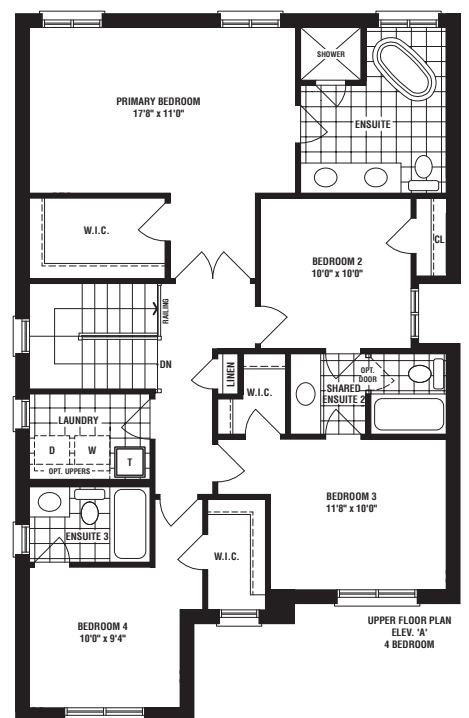 SHOWER
PRIMARY BEDROOM
17'8" x 11'0"
ENSUITE
W.I.C.
BEDROOM 2
10'0" x 10'0"
CL
RAILING
DN
LINEN
W.I.C.
OPT.
DOOR
SHARED
ENSUITE 2
LAUNDRY
D
W
T
OPT. UPPERS
BEDROOM 3
11'8" x 10'0"
ENSUITE 3
W.I.C.
BEDROOM 4
10'0" x 9'4"
UPPER FLOOR PLAN
ELEV. 'A'
4 BEDROOM